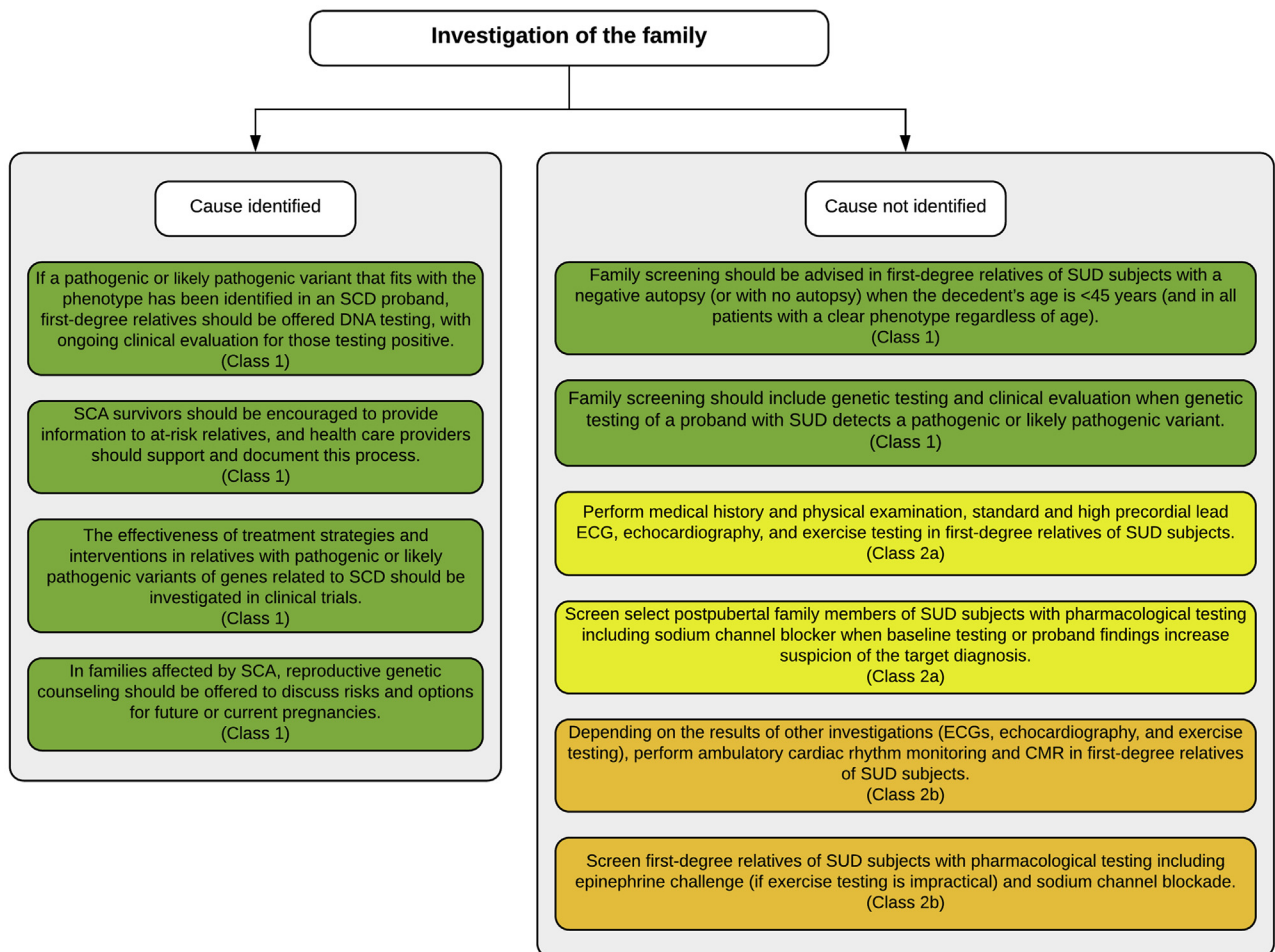 Investigation of the family
Cause identified
If a pathogenic or likely pathogenic variant that fits with the
phenotype has been identified in an SCD proband,
first-degree relatives should be offered DNA testing, with
ongoing clinical evaluation for those testing positive.
(Class 1)
SCA survivors should be encouraged to provide
information to at-risk relatives, and health care providers
should support and document this process.
(Class 1)
The effectiveness of treatment strategies and
interventions in relatives with pathogenic or likely
pathogenic variants of genes related to SCD should be
investigated in clinical trials.
(Class 1)
In families affected by SCA, reproductive genetic
counseling should be offered to discuss risks and options
for future or current pregnancies.
(Class 1)
Cause not identified
Family screening should be advised in first-degree relatives of SUD subjects with a
negative autopsy (or with no autopsy) when the decedent's age is <45 years (and in all
patients with a clear phenotype regardless of age).
(Class 1)
Family screening should include genetic testing and clinical evaluation when genetic
testing of a proband with SUD detects a pathogenic or likely pathogenic variant.
(Class 1)
Perform medical history and physical examination, standard and high precordial lead
ECG, echocardiography, and exercise testing in first-degree relatives of SUD subjects.
(Class 2a)
Screen select postpubertal family members of SUD subjects with pharmacological testing
including sodium channel blocker when baseline testing or proband findings increase
suspicion of the target diagnosis.
(Class 2a)
Depending on the results of other investigations (ECGs, echocardiography, and exercise
testing), perform ambulatory cardiac rhythm monitoring and CMR in first-degree relatives
of SUD subjects.
(Class 2b)
Screen first-degree relatives of SUD subjects with pharmacological testing including
epinephrine challenge (if exercise testing is impractical) and sodium channel blockade.
(Class 2b)